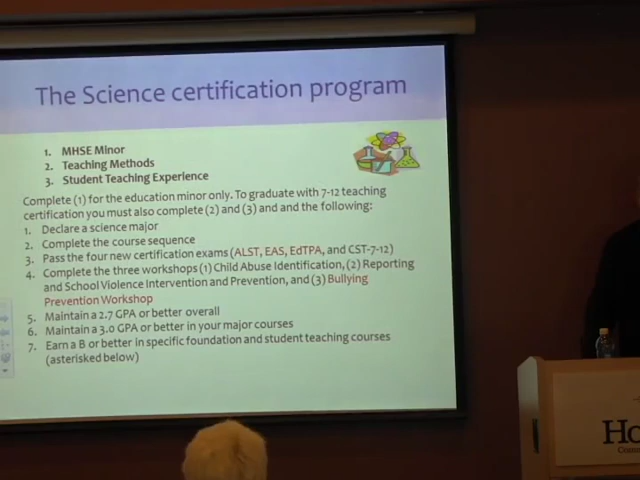 The Science certification program
1. MHSE Minor
2. Teaching Methods
3. Student Teaching Experience
Complete (1) for the education minor only. To graduate with 7-12 teaching
certification you must also complete (2) and (3) and and the following:
1. Declare a science major
2. Complete the course sequence
3. Pass the four new certification exams (ALST, EAS, EdTPA, and CST-7-12)
4. Complete the three workshops (1) Child Abuse Identification, (2) Reporting
and School Violence Intervention and Prevention, and (3) Bullying
Prevention Workshop
5. Maintain a 2.7 GPA or better overall
6. Maintain a 3.0 GPA or better in your major courses
7. Earn a B or better in specific foundation and student teaching courses
(asterisked below)